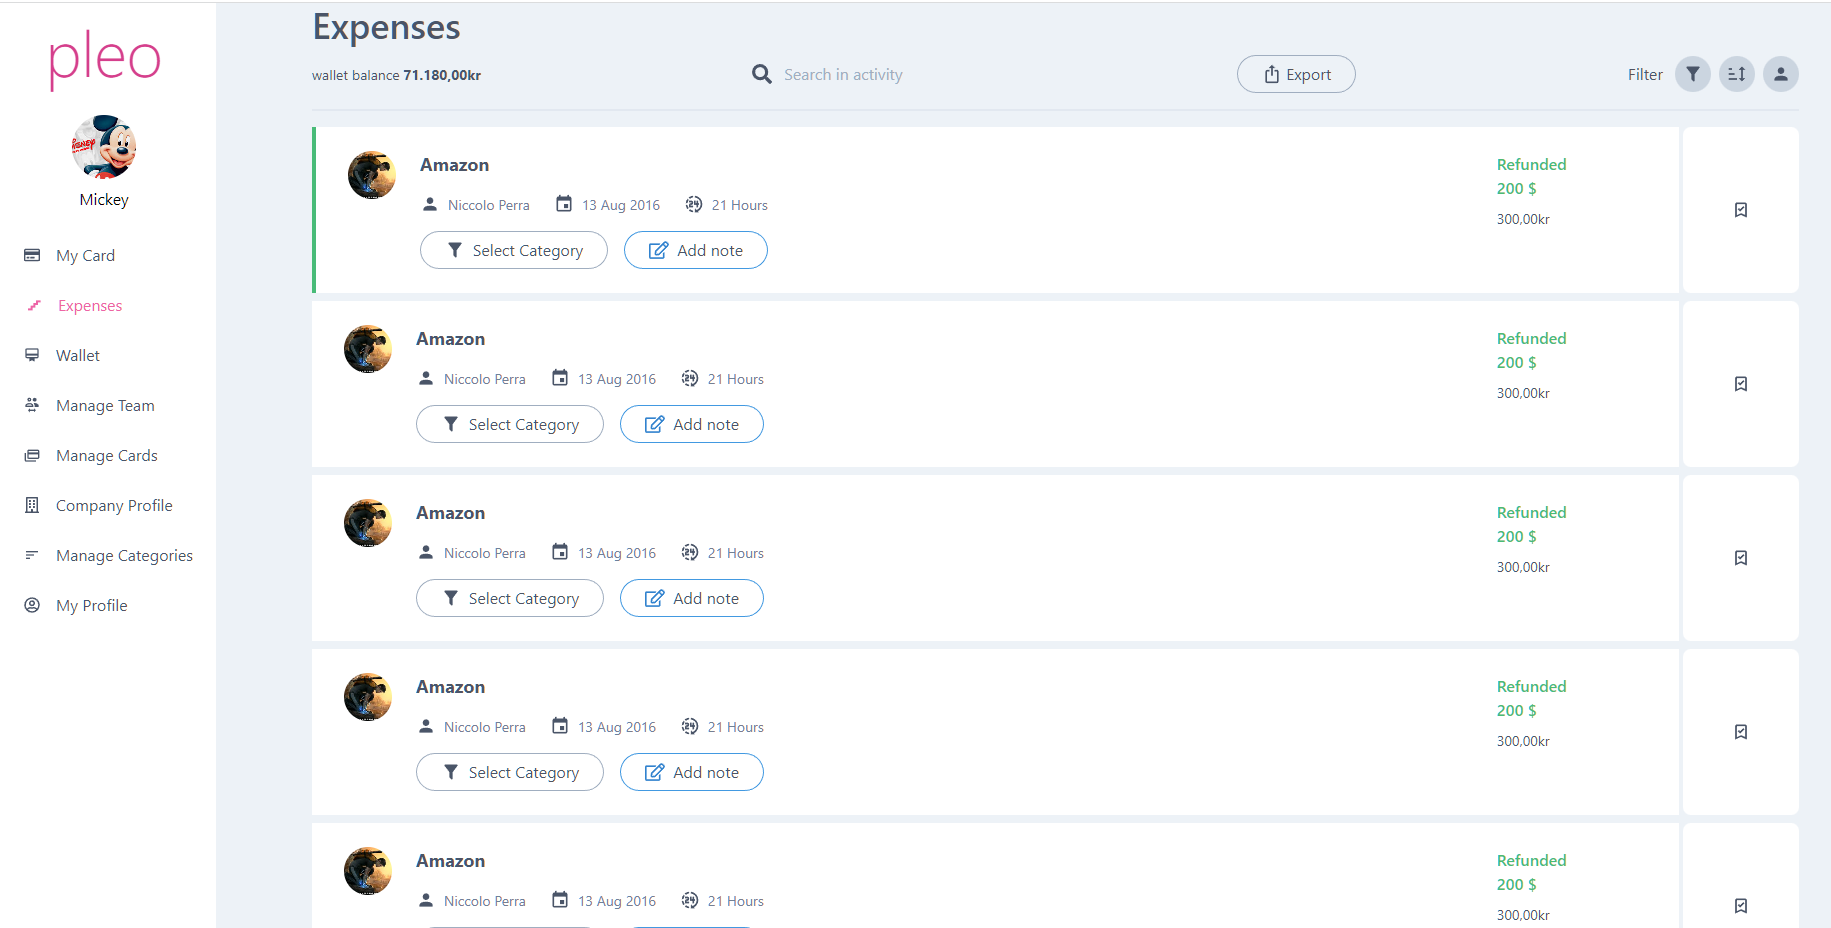 pleo
Mickey
My Card
Expenses
Wallet
Manage Team
Manage Cards
Company Profile
Manage Categories
My Profile
Expenses
wallet balance 71.180,00kr
Search in activity
Export
Filter
Amazon
Niccolo Perra 13 Aug 2016 24 21 Hours
Select Category Add note
Refunded
200 $
300,00kr
Amazon
Niccolo Perra 13 Aug 2016 24 21 Hours
Select Category Add note
Refunded
200 $
300,00kr
Amazon
Niccolo Perra 13 Aug 2016 24 21 Hours
Select Category Add note
Refunded
200 $
300,00kr
Amazon
Niccolo Perra 13 Aug 2016 24 21 Hours
Select Category Add note
Refunded
200 $
300,00kr
Amazon
Niccolo Perra 13 Aug 2016 24 21 Hours
Refunded
200 $
300,00kr